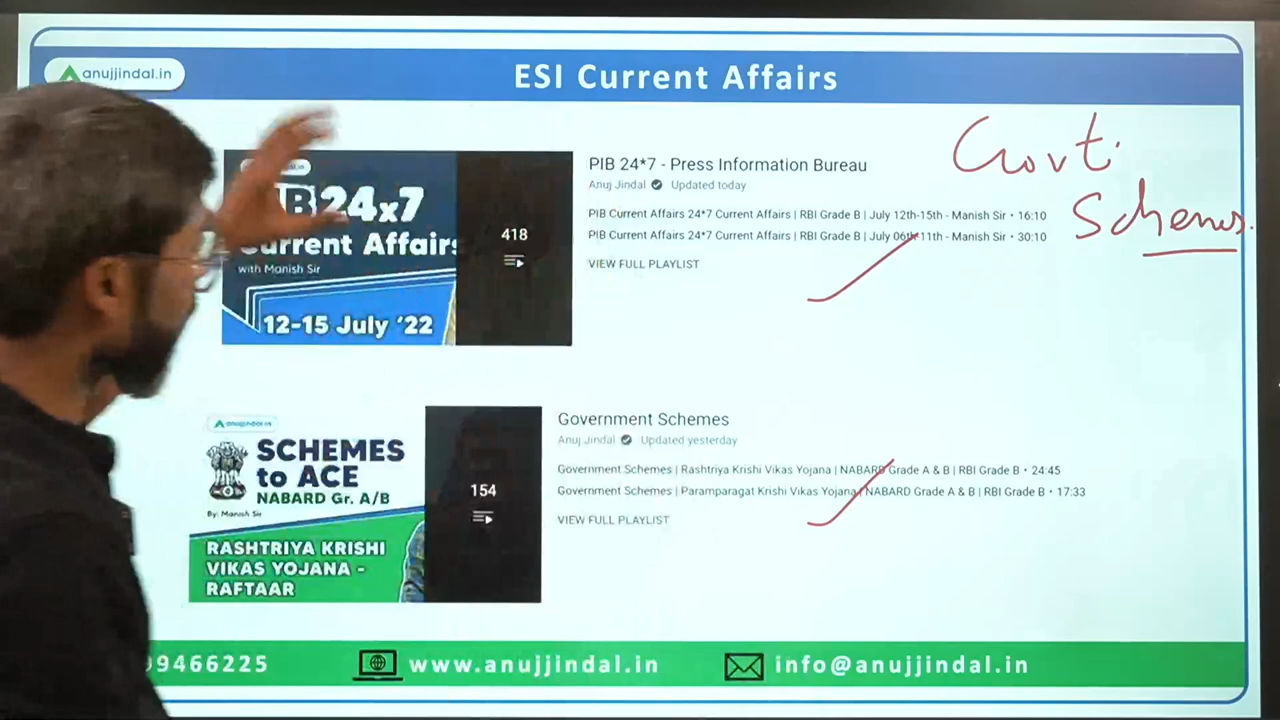 anujjindal.in
ESI Current Affairs
Govt.
Schemes.
24x7
Current Affairs
with Manish Sir
12-15 July '22
418
PIB 24*7 - Press Information Bureau
Anuj Jindal Updated today
PIB Current Affairs 24*7 Current Affairs | RBI Grade B | July 12th-15th - Manish Sir • 16:10
PIB Current Affairs 24*7 Current Affairs | RBI Grade B | July 06th-11th - Manish Sir • 30:10
VIEW FULL PLAYLIST
anujjindal.in
SCHEMES
to ACE
NABARD Gr. A/B
By: Manish Sir
RASHTRIYA KRISHI
VIKAS YOJANA -
RAFTAAR
154
Government Schemes
Anuj Jindal Updated yesterday
Government Schemes | Rashtriya Krishi Vikas Yojana | NABARD Grade A & B | RBI Grade B • 24:45
Government Schemes | Paramparagat Krishi Vikas Yojana | NABARD Grade A & B | RBI Grade B • 17:33
VIEW FULL PLAYLIST
99466225
www.anujjindal.in
info@anujjindal.in